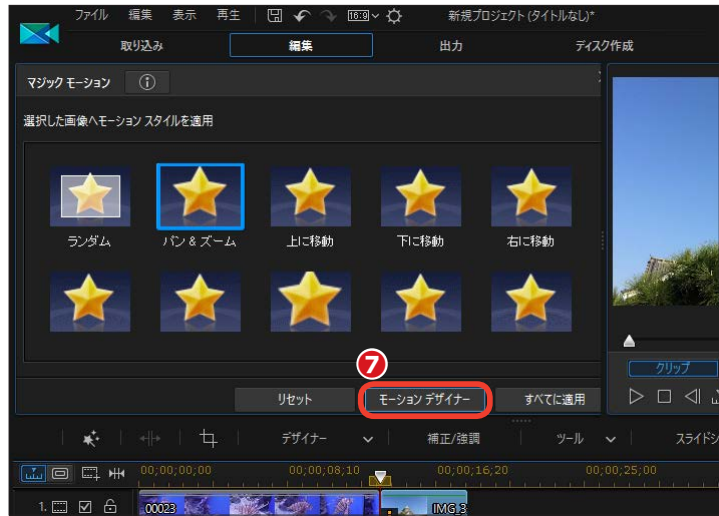 ファイル 編集 表示 再生 16:9 新規プロジェクト (タイトルなし)*
取り込み 編集 出力 ディスク作成
マジック モーション
選択した画像へモーション スタイルを適用
ランダム パン & ズーム 上に移動 下に移動 右に移動
7
リセット モーション デザイナー すべてに適用
クリップ
デザイナー 補正/強調 ツール スライドシ
00;00;00;00 00;00;08;10 00;00;16;20 00;00;25;00
1. 00023 IMG_3